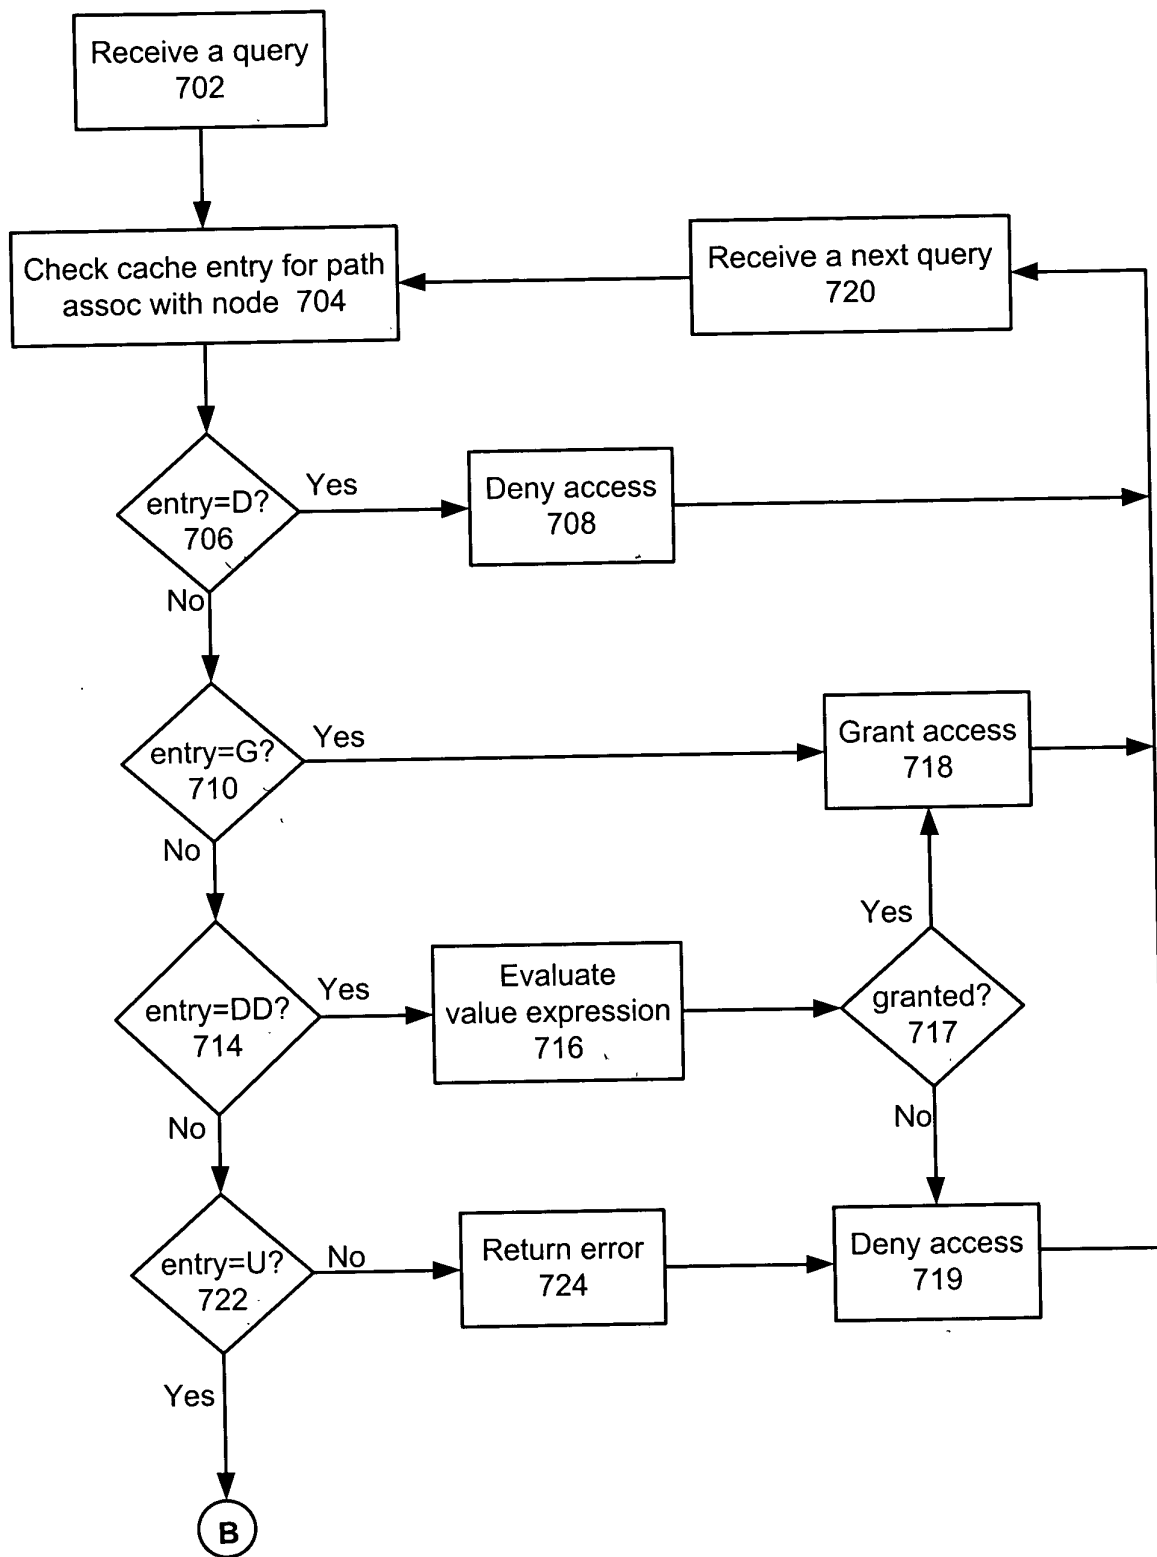 Receive a query
702
Check cache entry for path
assoc with node 704
Receive a next query
720
entry=D?
706
Yes
Deny access
708
No
entry=G?
710
Yes
Grant access
718
No
Yes
entry=DD?
714
Yes
Evaluate
value expression
716
granted?
717
No
No
entry=U?
722
No
Return error
724
Deny access
719
Yes
B